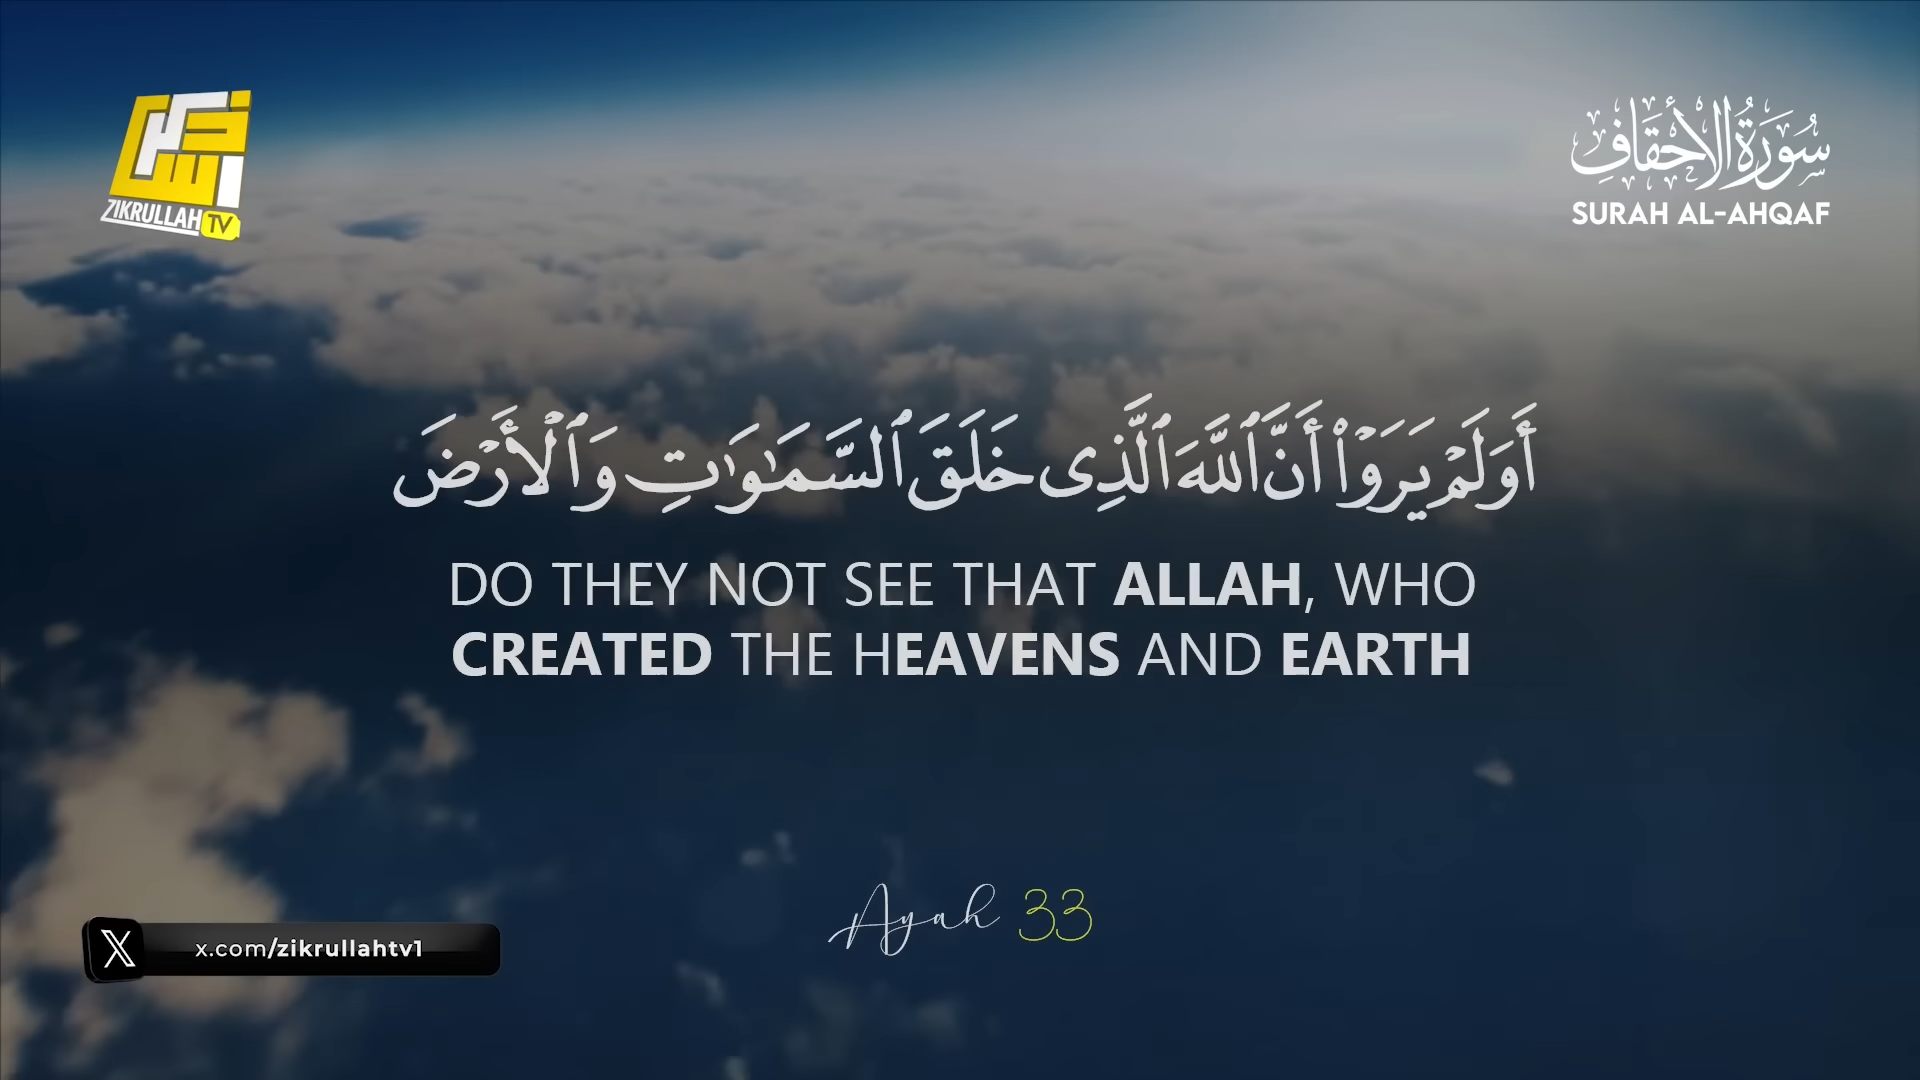 ZIKRULLAH TV
سُورَةُ الأَحْقَافِ
SURAH AL-AHQAF
أَوَلَمْ يَرَوْا۟ أَنَّ ٱللَّهَ ٱلَّذِى خَلَقَ ٱلسَّمَـٰوَٰتِ وَٱلْأَرْضَ
DO THEY NOT SEE THAT ALLAH, WHO
CREATED THE HEAVENS AND EARTH
Ayah 33
x.com/zikrullahtv1